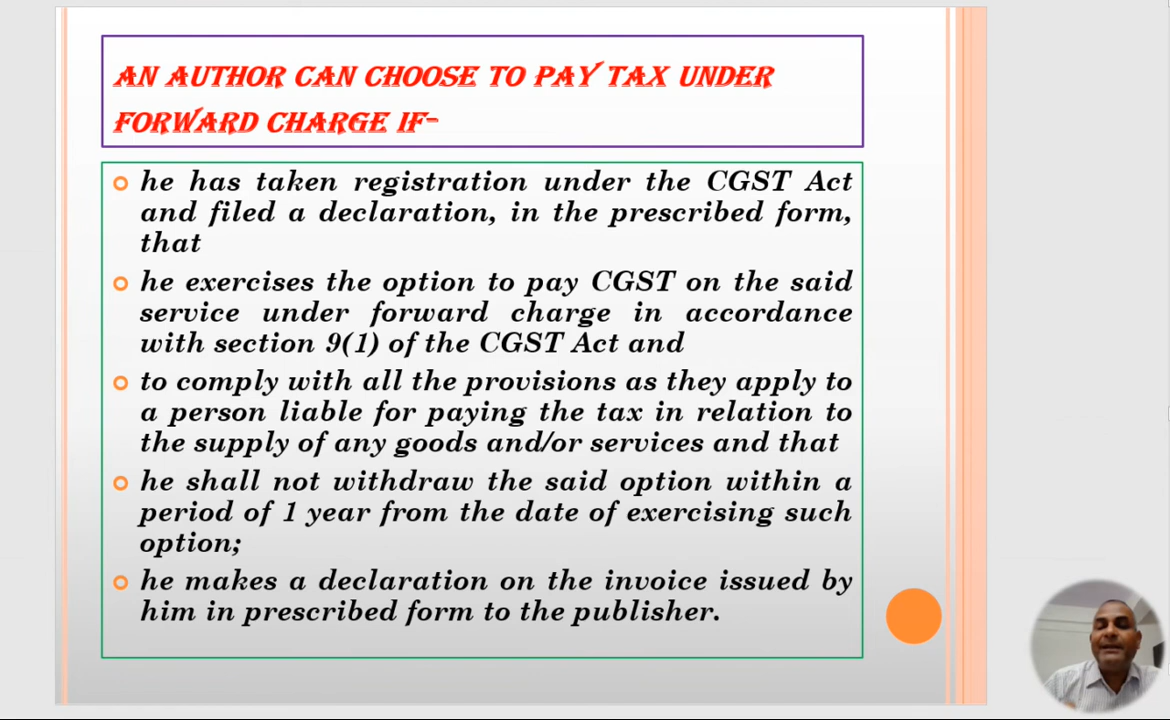 AN AUTHOR CAN CHOOSE TO PAY TAX UNDER
FORWARD CHARGE IF-
he has taken registration under the CGST Act
and filed a declaration, in the prescribed form,
that
he exercises the option to pay CGST on the said
service under forward charge in accordance
with section 9(1) of the CGST Act and
to comply with all the provisions as they apply to
a person liable for paying the tax in relation to
the supply of any goods and/or services and that
he shall not withdraw the said option within a
period of 1 year from the date of exercising such
option;
he makes a declaration on the invoice issued by
him in prescribed form to the publisher.